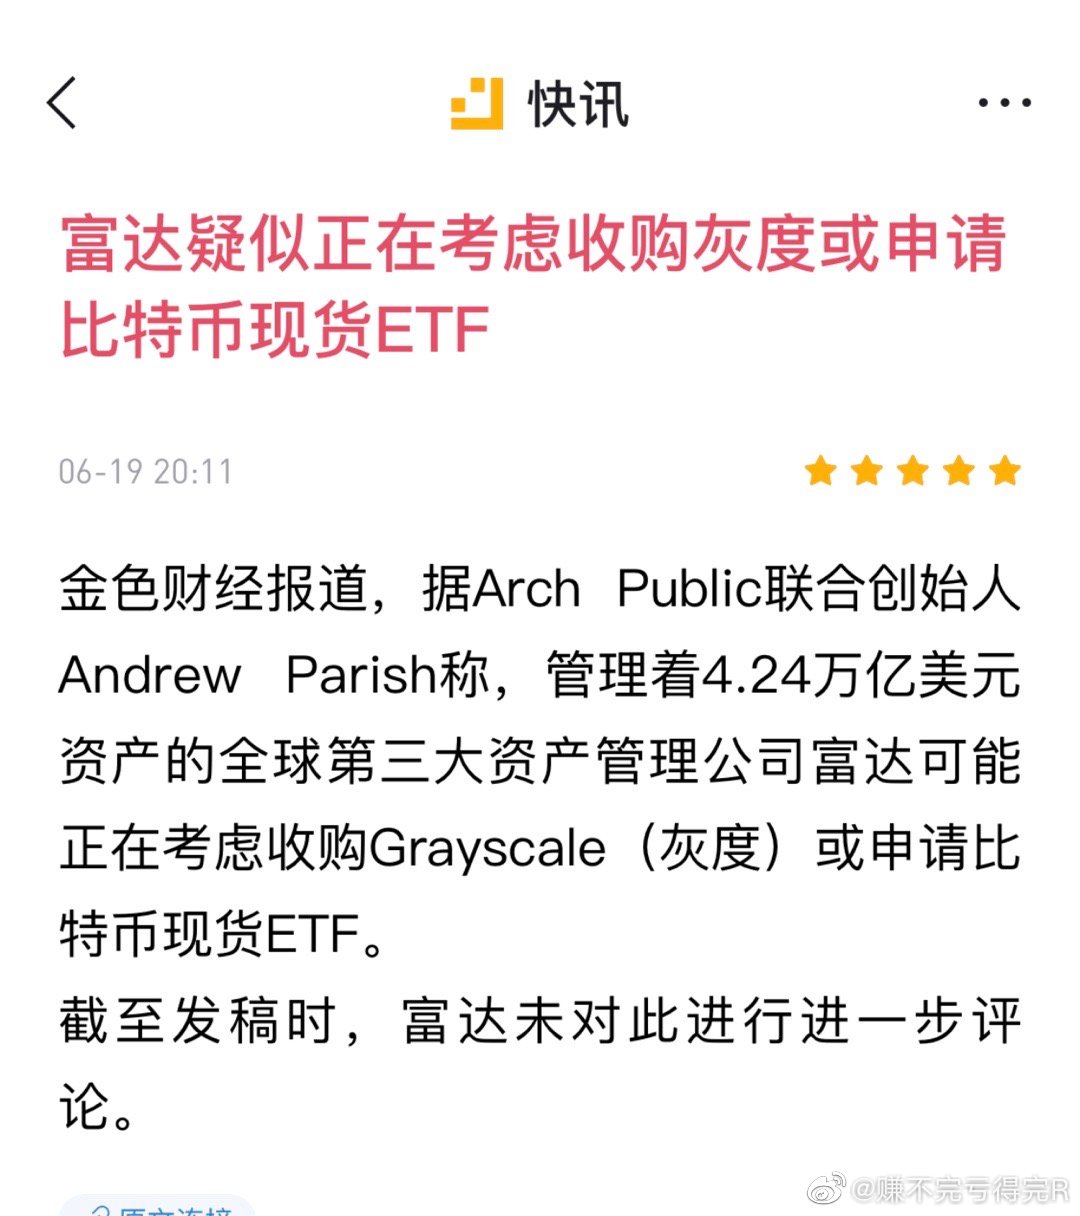 快讯
富达疑似正在考虑收购灰度或申请
比特币现货ETF
06-19 20:11
金色财经报道，据Arch Public联合创始人
Andrew Parish称，管理着4.24万亿美元
资产的全球第三大资产管理公司富达可能
正在考虑收购Grayscale（灰度）或申请比
特币现货ETF。
截至发稿时，富达未对此进行进一步评
论。
原文连接
@赚不完亏得完R